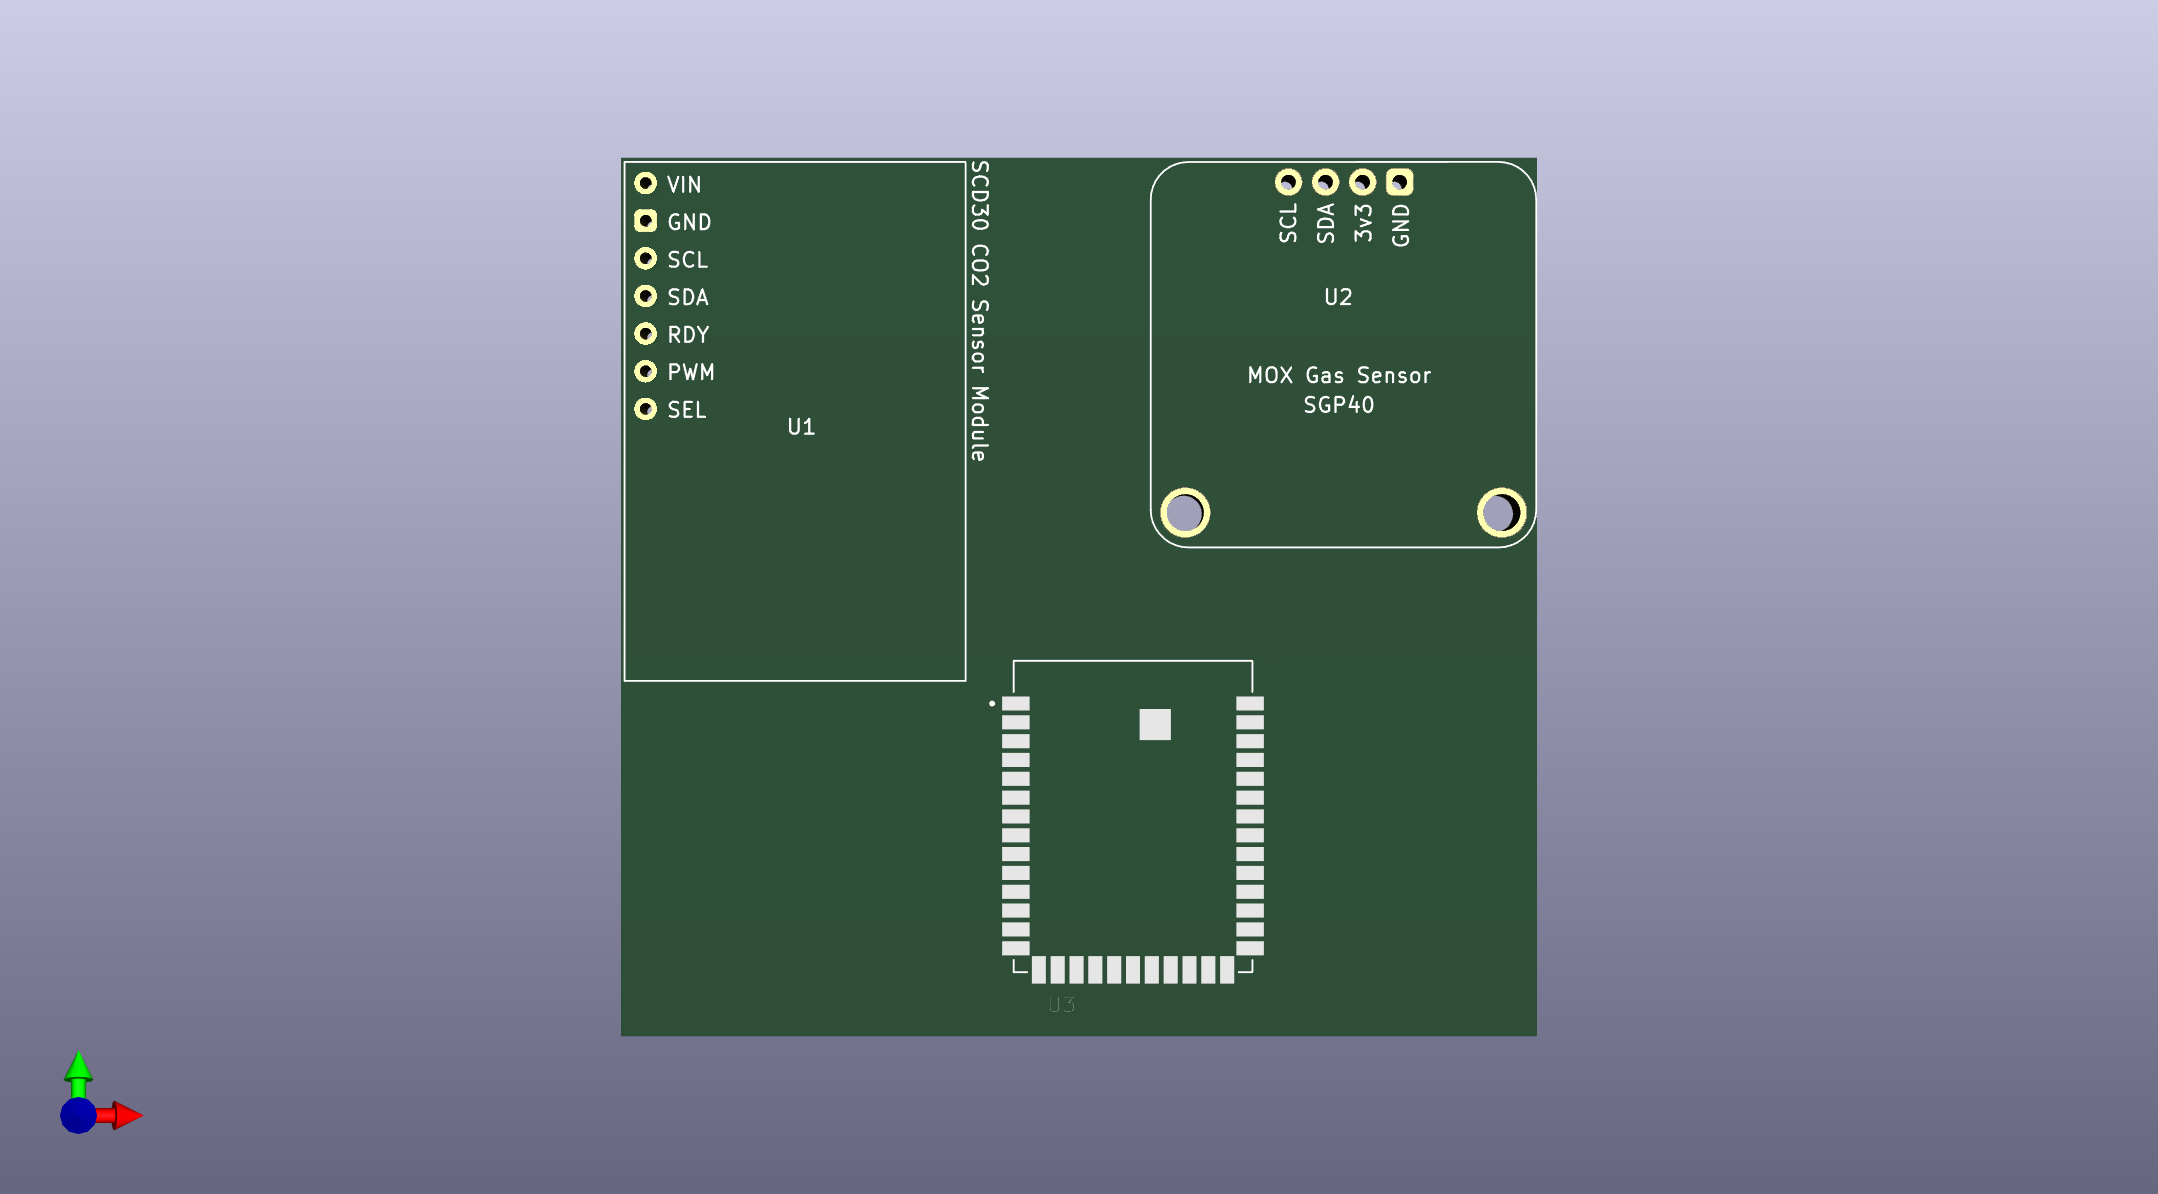 VIN
GND
SCL
SDA
RDY
PWM
SEL
U1
SCD30 CO2 Sensor Module
SCL
SDA
3v3
GND
U2
MOX Gas Sensor
SGP40
U3